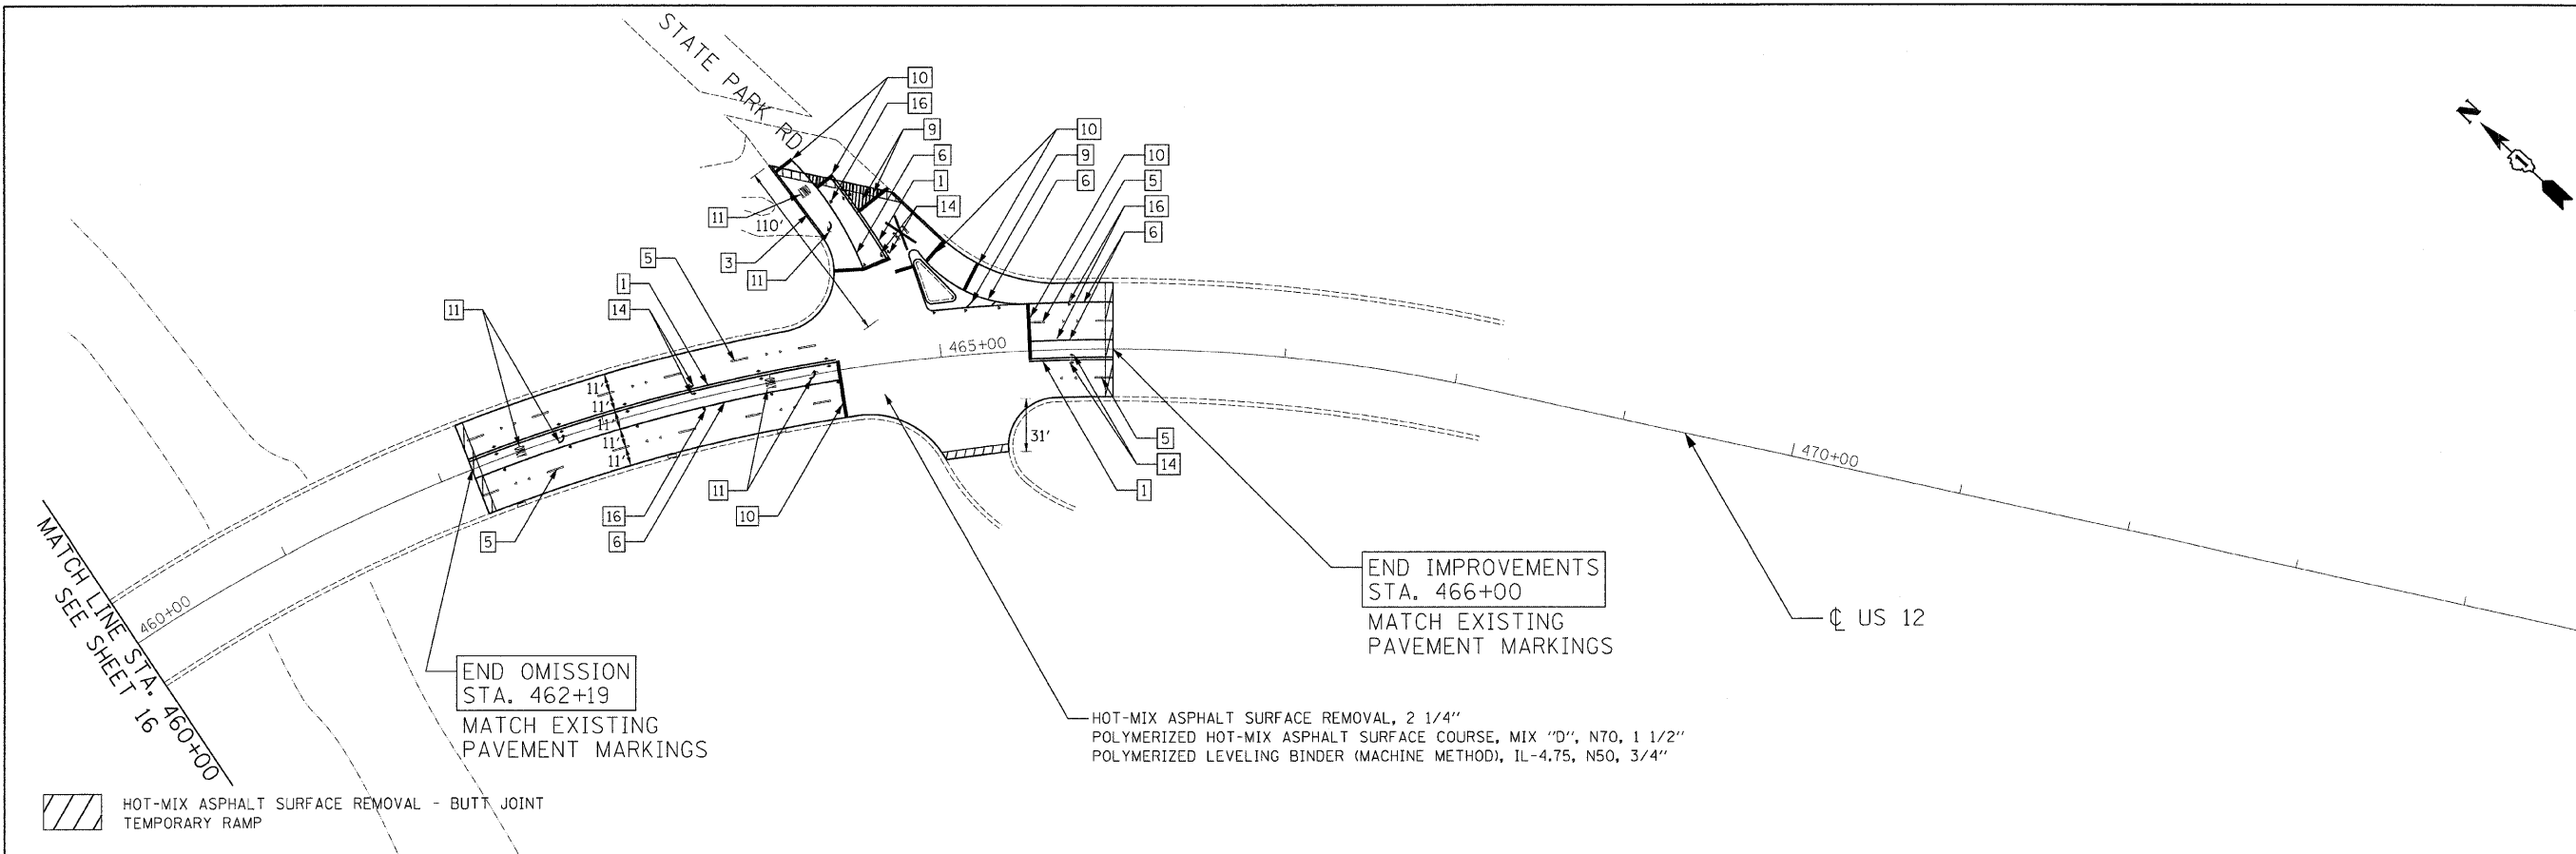 STATE PARK RD
10
16
9
6
1
14
10
9
6
10
5
16
6
N
1
11
110'
3
11
5
1
14
11
465+00
11'
11'
11'
11'
11'
31'
5
14
1
470+00
11
10
16
6
5
460+00
MATCH LINE STA. 460+00
SEE SHEET 16
END OMISSION
STA. 462+19
MATCH EXISTING
PAVEMENT MARKINGS
END IMPROVEMENTS
STA. 466+00
MATCH EXISTING
PAVEMENT MARKINGS
℄ US 12
HOT-MIX ASPHALT SURFACE REMOVAL, 2 1/4"
POLYMERIZED HOT-MIX ASPHALT SURFACE COURSE, MIX "D", N70, 1 1/2"
POLYMERIZED LEVELING BINDER (MACHINE METHOD), IL-4.75, N50, 3/4"
HOT-MIX ASPHALT SURFACE REMOVAL - BUTT JOINT
TEMPORARY RAMP